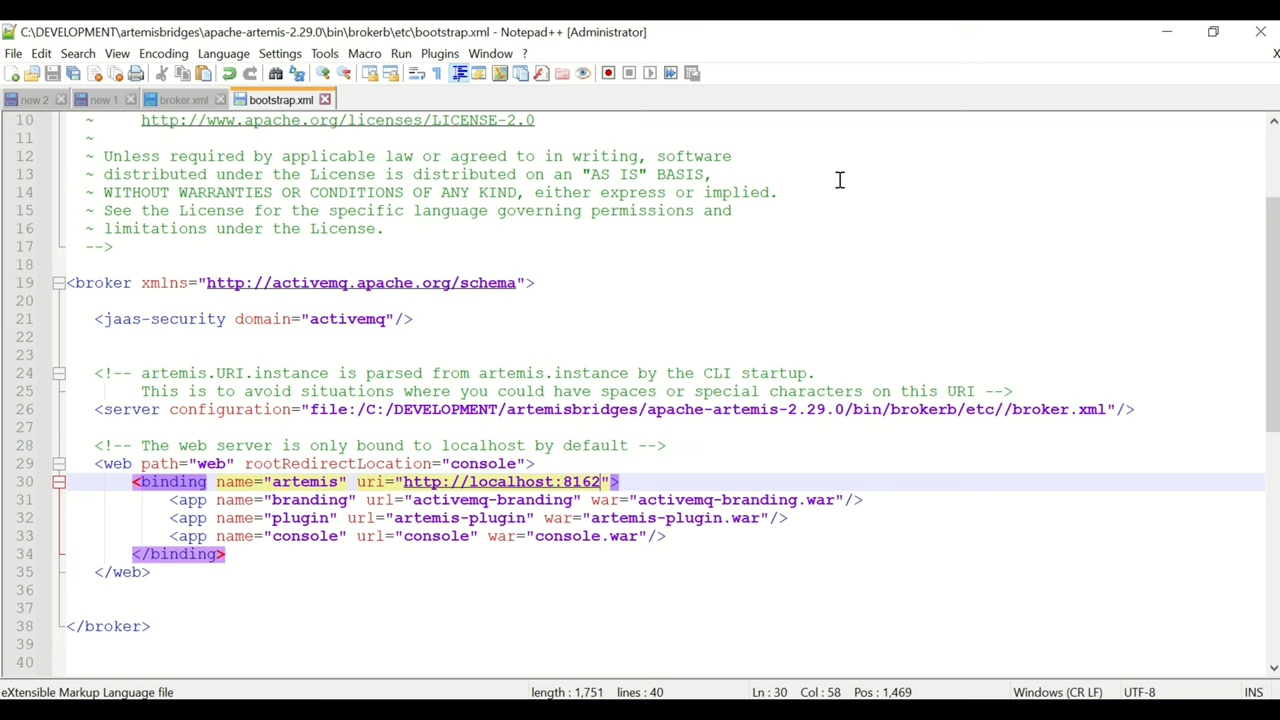 C:\DEVELOPMENT\artemisbridges\apache-artemis-2.29.0\bin\brokerb\etc\bootstrap.xml - Notepad++ [Administrator]
File Edit Search View Encoding Language Settings Tools Macro Run Plugins Window ? X
new 2 new 1 broker.xml bootstrap.xml
10 ~ http://www.apache.org/licenses/LICENSE-2.0
11 ~
12 ~ Unless required by applicable law or agreed to in writing, software
13 ~ distributed under the License is distributed on an "AS IS" BASIS,
14 ~ WITHOUT WARRANTIES OR CONDITIONS OF ANY KIND, either express or implied.
15 ~ See the License for the specific language governing permissions and
16 ~ limitations under the License.
17 -->
18
19 <broker xmlns="http://activemq.apache.org/schema">
20
21 <jaas-security domain="activemq"/>
22
23
24 <!-- artemis.URI.instance is parsed from artemis.instance by the CLI startup.
25 This is to avoid situations where you could have spaces or special characters on this URI -->
26 <server configuration="file:/C:/DEVELOPMENT/artemisbridges/apache-artemis-2.29.0/bin/brokerb/etc//broker.xml"/>
27
28 <!-- The web server is only bound to localhost by default -->
29 <web path="web" rootRedirectLocation="console">
30 <binding name="artemis" uri="http://localhost:8162">
31 <app name="branding" url="activemq-branding" war="activemq-branding.war"/>
32 <app name="plugin" url="artemis-plugin" war="artemis-plugin.war"/>
33 <app name="console" url="console" war="console.war"/>
34 </binding>
35 </web>
36
37
38 </broker>
39
40
eXtensible Markup Language file length : 1,751 lines : 40 Ln : 30 Col : 58 Pos : 1,469 Windows (CR LF) UTF-8 INS